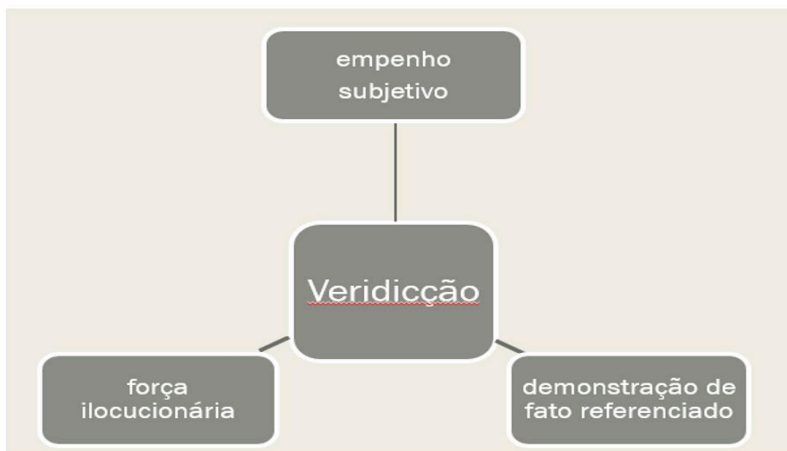 empenho
subjetivo
Veridicção
força
ilocucionária
demonstração de
fato referenciado